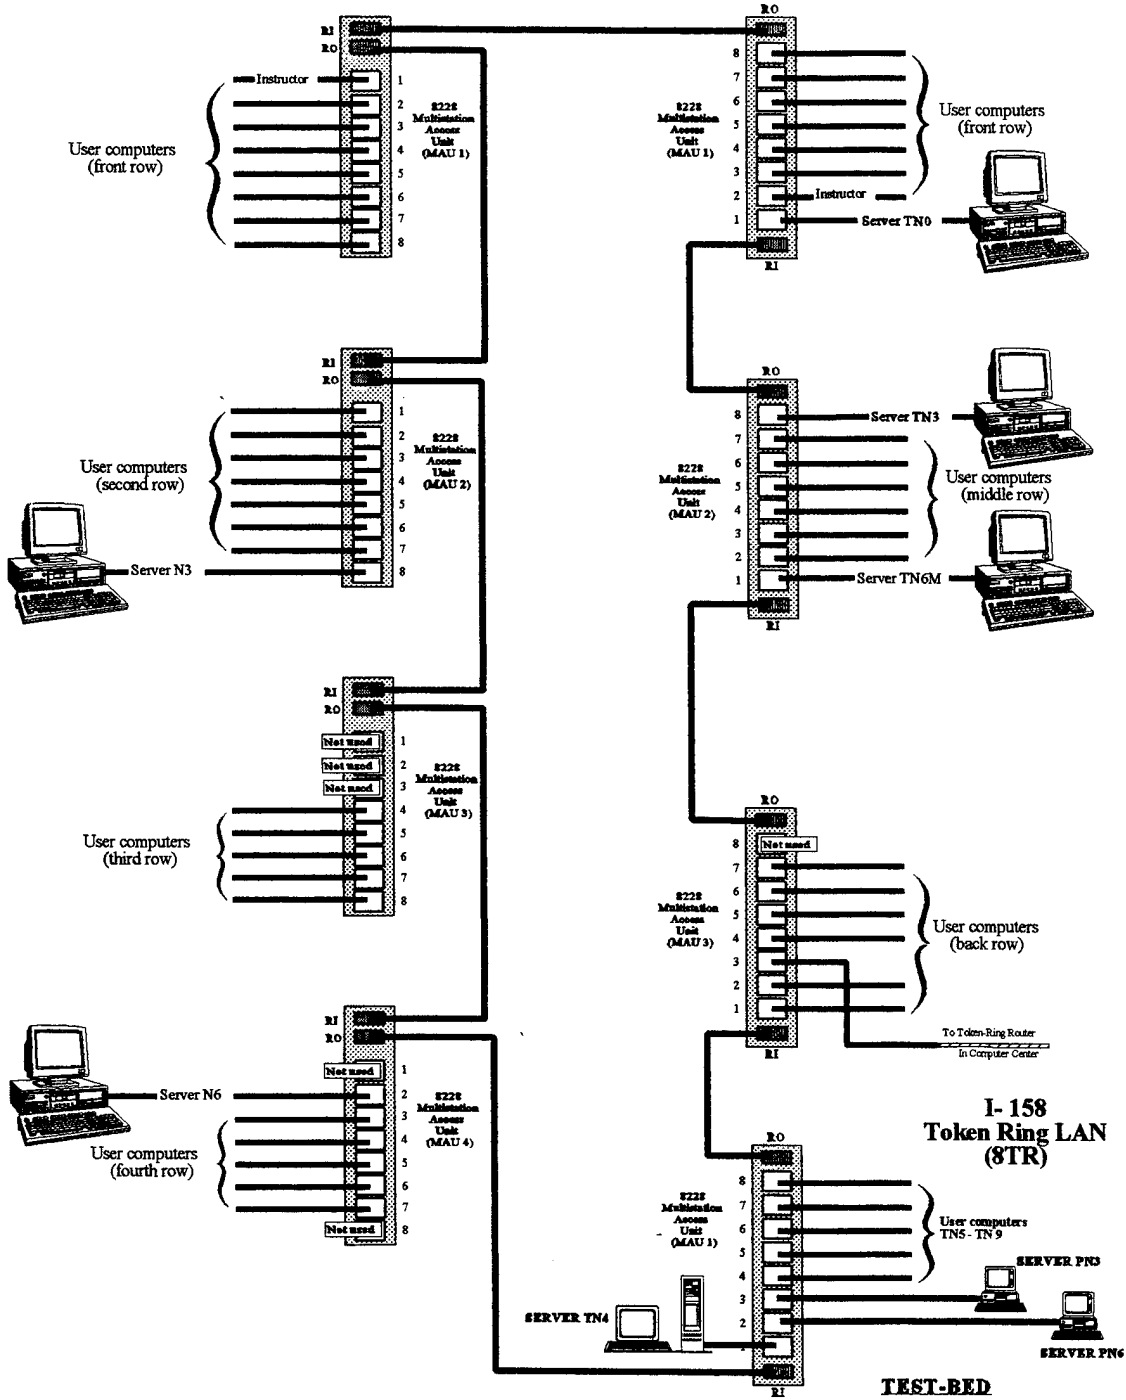 RI
RO
Instructor
1
2
3
4
5
6
7
8
User computers
(front row)
8228
Multistation
Access
Unit
(MAU 1)
RI
RO
1
2
3
4
5
6
7
8
User computers
(second row)
Server N3
8228
Multistation
Access
Unit
(MAU 2)
RI
RO
Not used
1
Not used
2
Not used
3
4
5
6
7
8
User computers
(third row)
8228
Multistation
Access
Unit
(MAU 3)
RI
RO
Not used
1
Server N6
2
3
4
5
6
7
Not used
8
User computers
(fourth row)
8228
Multistation
Access
Unit
(MAU 4)
RO
8
7
6
5
4
3
2
1
Instructor
Server TN0
RI
8228
Multistation
Access
Unit
(MAU 1)
User computers
(front row)
RO
8
7
6
5
4
3
2
1
Server TN3
Server TN6M
RI
8228
Multistation
Access
Unit
(MAU 2)
User computers
(middle row)
RO
8
Not used
7
6
5
4
3
2
1
RI
8228
Multistation
Access
Unit
(MAU 3)
User computers
(back row)
To Token-Ring Router
In Computer Center
I- 158
Token Ring LAN
(8TR)
RO
8
7
6
5
4
3
2
1
RI
8228
Multistation
Access
Unit
(MAU 1)
User computers
TN5 - TN 9
SERVER PN3
SERVER PN6
SERVER TN4
TEST-BED